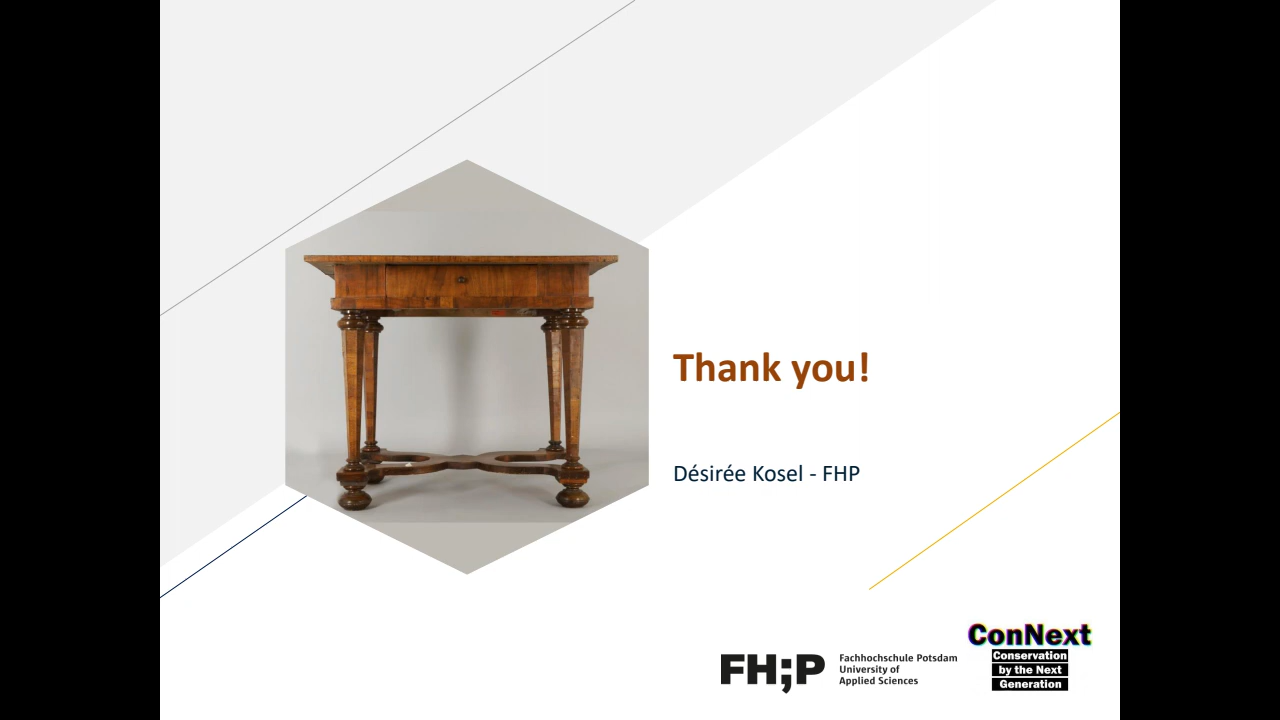 Thank you!
Désirée Kosel - FHP
FH;P
Fachhochschule Potsdam
University of
Applied Sciences
ConNext
Conservation
by the Next
Generation